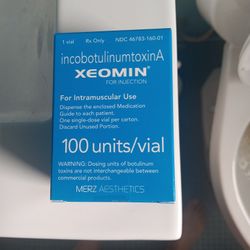 1 vial Rx Only NDC 46783-160-01
incobotulinumtoxinA
XEOMIN®
FOR INJECTION
For Intramuscular Use
Dispense the enclosed Medication
Guide to each patient.
One single-dose vial per carton.
Discard Unused Portion.
100 units/vial
WARNING: Dosing units of botulinum
toxins are not interchangeable between
commercial products.
MERZ AESTHETICS